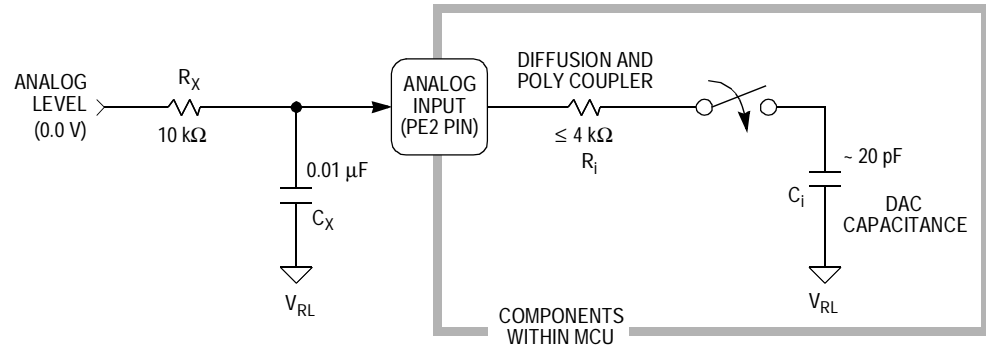 ANALOG
LEVEL
(0.0 V)
R_X
10 kΩ
0.01 µF
C_X
V_RL
ANALOG
INPUT
(PE2 PIN)
DIFFUSION AND
POLY COUPLER
≤ 4 kΩ
R_i
~ 20 pF
C_i
DAC
CAPACITANCE
V_RL
COMPONENTS
WITHIN MCU